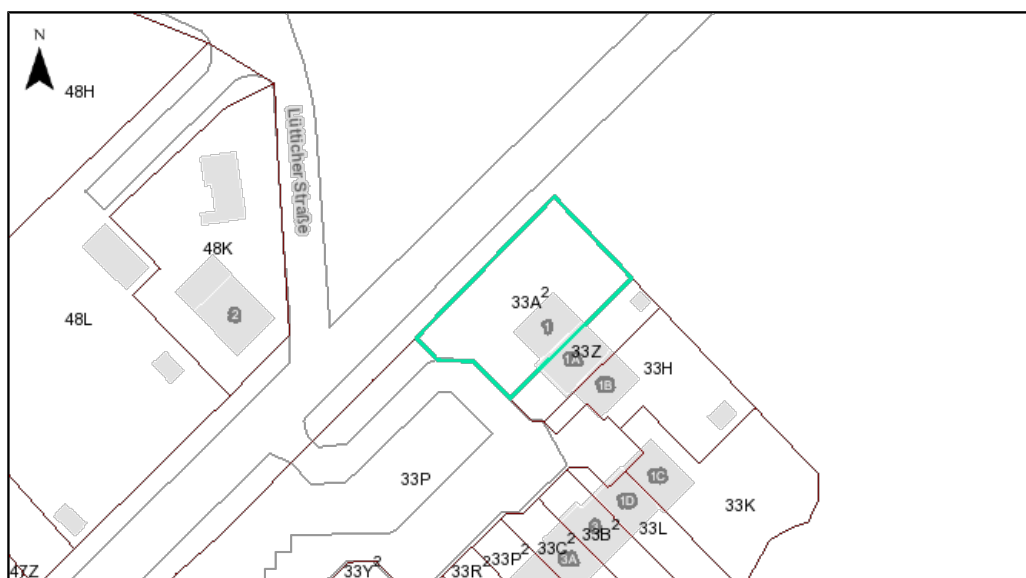 N
48H
Lütticher Straße
48K
48L
2
33A²
1
33Z
1A
33H
1B
33P
1C
1D
33K
33L
33B²
33C²
3A
33P²
33R²
33Y²
47Z